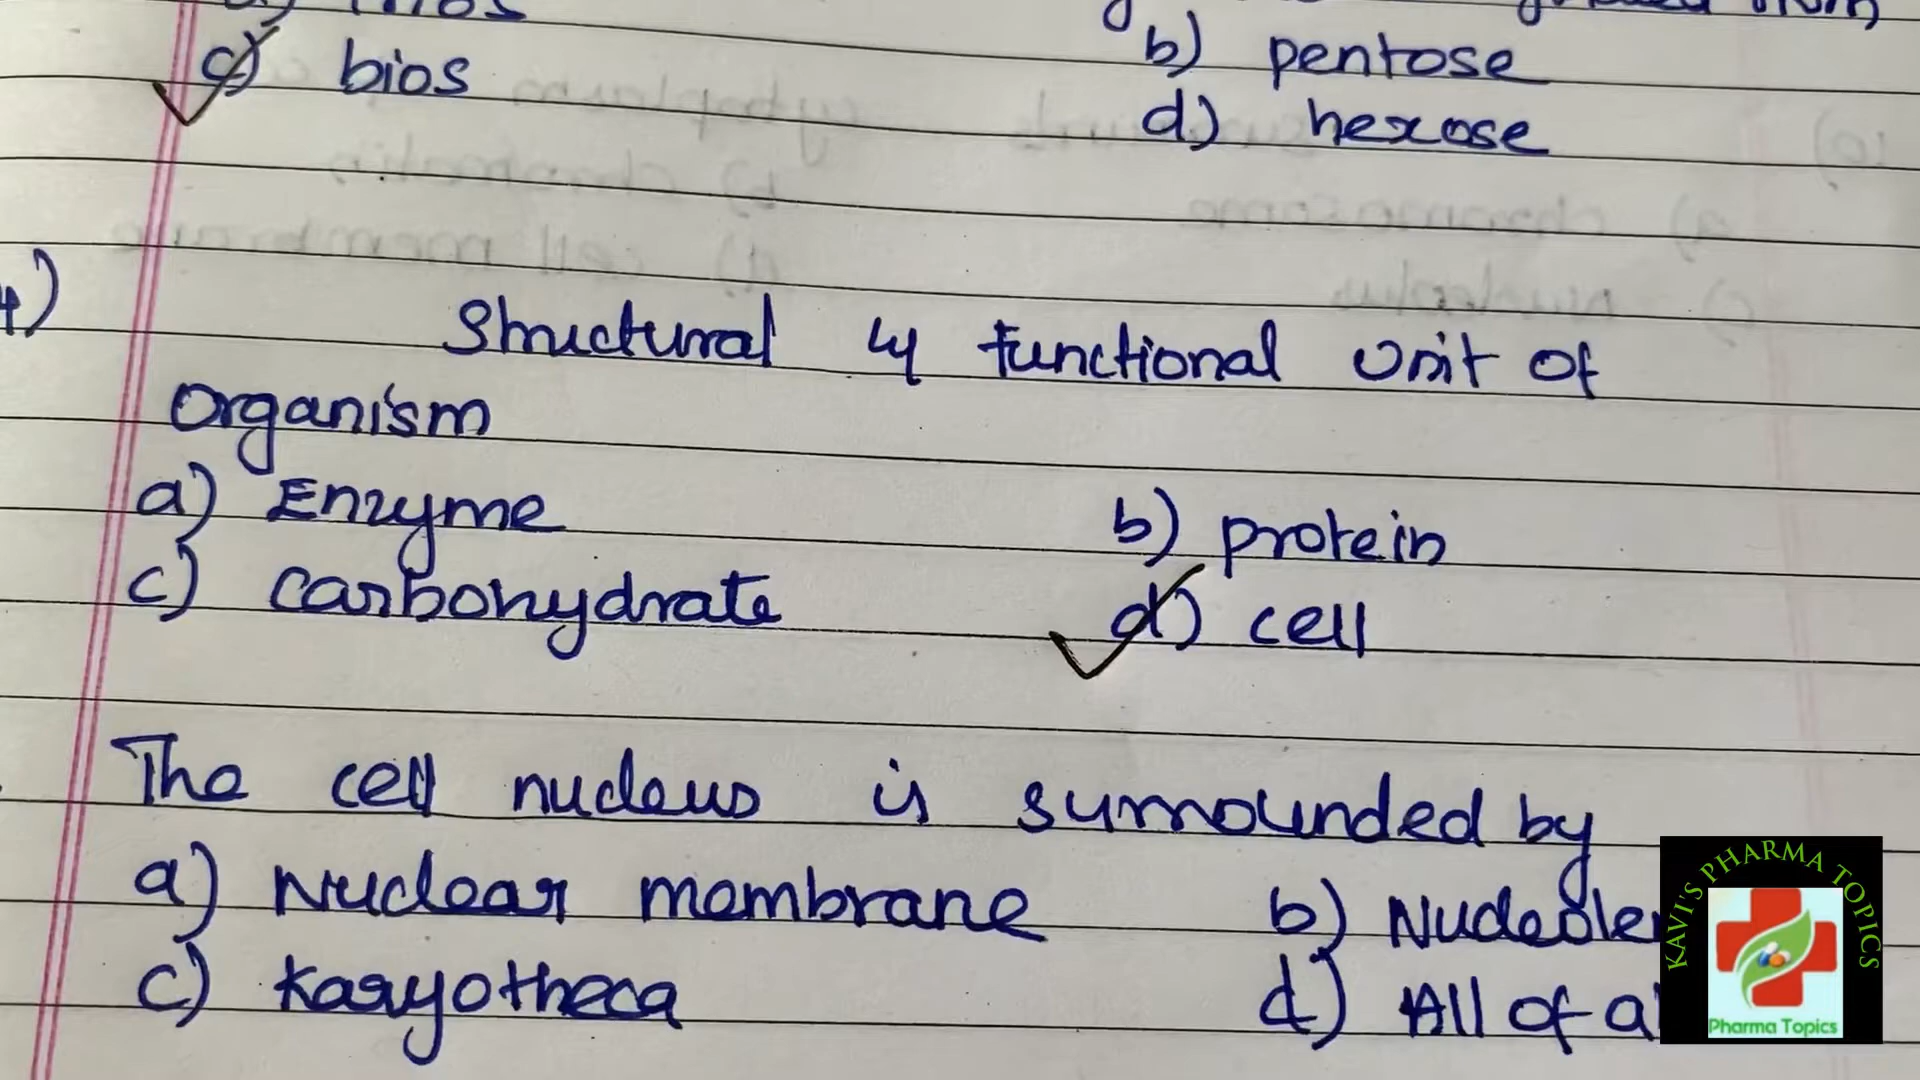 c) bios
b) pentose
d) hexose
4)
Structural & functional unit of
organism
a) Enzyme
b) protein
c) carbohydrate
d) cell
The cell nucleus is surrounded by
a) Nuclear membrane
b)
c) Karyotheca
d) All of
KAVI'S PHARMA TOPICS
Pharma Topics